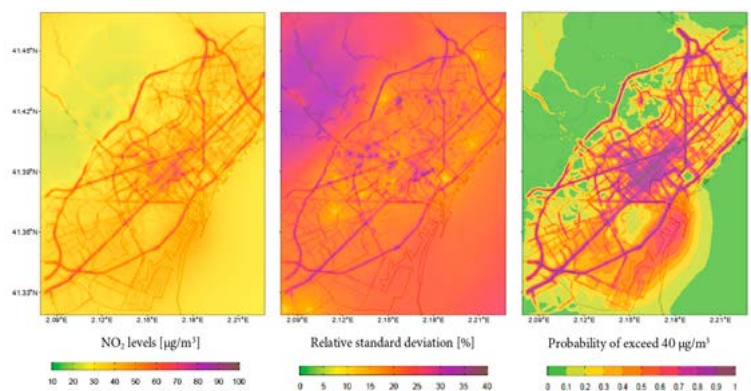 41.45°N
41.42°N
41.39°N
41.36°N
41.33°N
2.09°E 2.12°E 2.15°E 2.18°E 2.21°E
2.09°E 2.12°E 2.15°E 2.18°E 2.21°E
2.09°E 2.12°E 2.15°E 2.18°E 2.21°E
NO₂ levels [µg/m³]
Relative standard deviation [%]
Probability of exceed 40 µg/m³
10 20 30 40 50 60 70 80 90 100
0 5 10 15 20 25 30 35 40
0 0.1 0.2 0.3 0.4 0.5 0.6 0.7 0.8 0.9 1